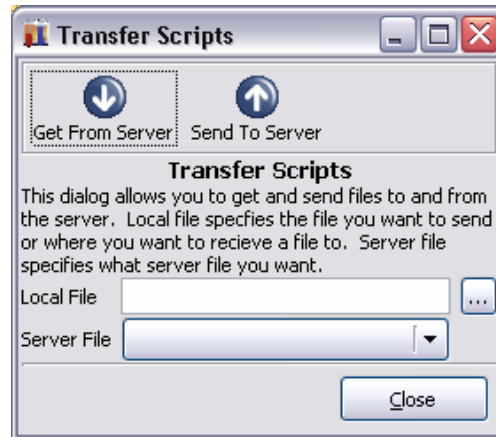 Transfer Scripts
Get From Server Send To Server
Transfer Scripts
This dialog allows you to get and send files to and from
the server. Local file specfies the file you want to send
or where you want to recieve a file to. Server file
specifies what server file you want.
Local File ...
Server File
Close